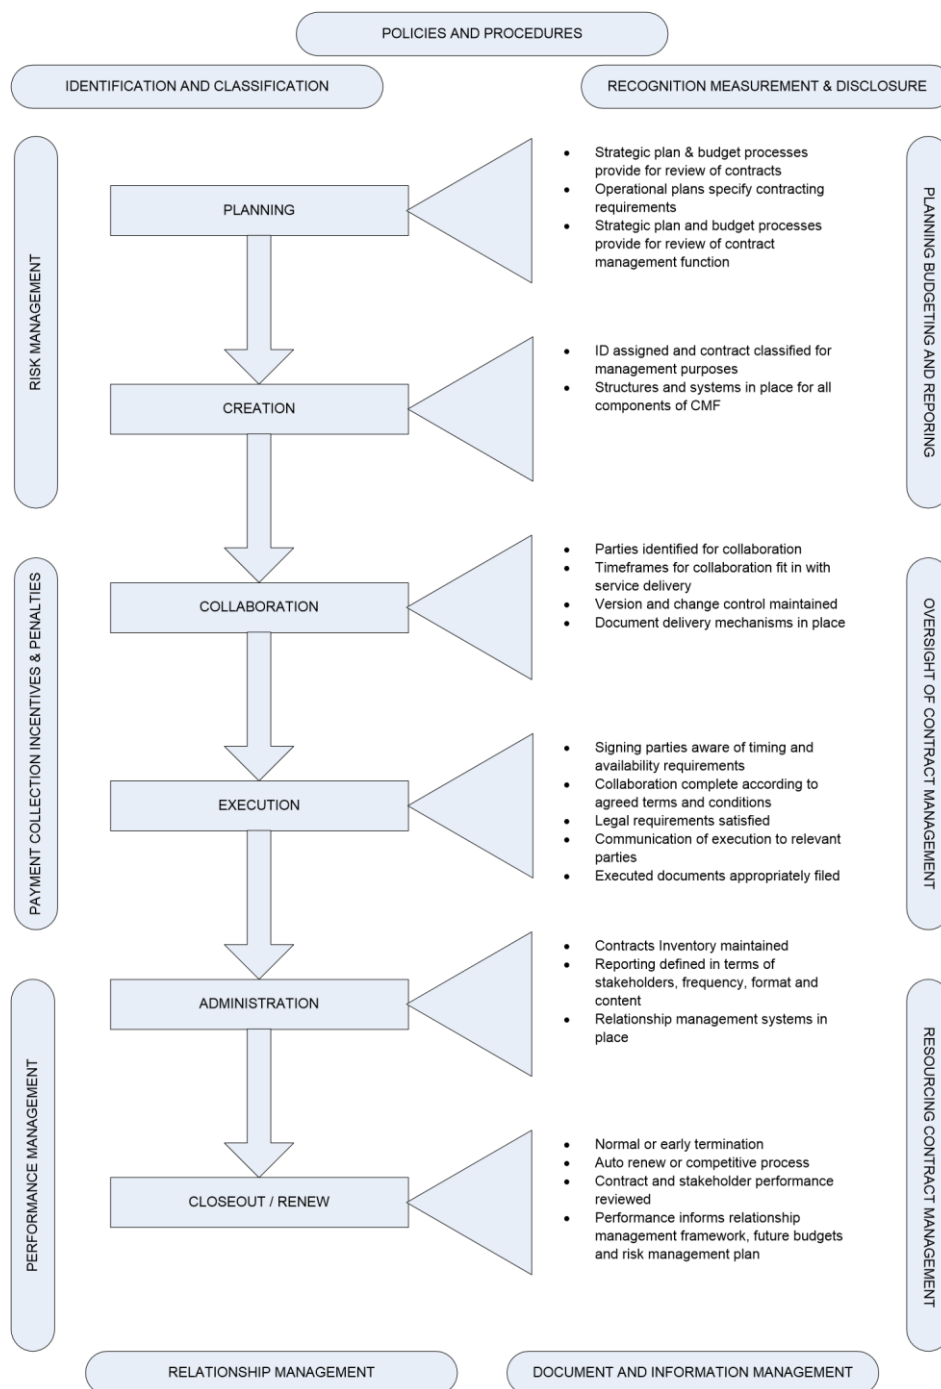 POLICIES AND PROCEDURES
IDENTIFICATION AND CLASSIFICATION
RECOGNITION MEASUREMENT & DISCLOSURE
RISK MANAGEMENT
PLANNING BUDGETING AND REPORING
PLANNING
• Strategic plan & budget processes
provide for review of contracts
• Operational plans specify contracting
requirements
• Strategic plan and budget processes
provide for review of contract
management function
CREATION
• ID assigned and contract classified for
management purposes
• Structures and systems in place for all
components of CMF
PAYMENT COLLECTION INCENTIVES & PENALTIES
OVERSIGHT OF CONTRACT MANAGEMENT
COLLABORATION
• Parties identified for collaboration
• Timeframes for collaboration fit in with
service delivery
• Version and change control maintained
• Document delivery mechanisms in place
EXECUTION
• Signing parties aware of timing and
availability requirements
• Collaboration complete according to
agreed terms and conditions
• Legal requirements satisfied
• Communication of execution to relevant
parties
• Executed documents appropriately filed
PERFORMANCE MANAGEMENT
RESOURCING CONTRACT MANAGEMENT
ADMINISTRATION
• Contracts Inventory maintained
• Reporting defined in terms of
stakeholders, frequency, format and
content
• Relationship management systems in
place
CLOSEOUT / RENEW
• Normal or early termination
• Auto renew or competitive process
• Contract and stakeholder performance
reviewed
• Performance informs relationship
management framework, future budgets
and risk management plan
RELATIONSHIP MANAGEMENT
DOCUMENT AND INFORMATION MANAGEMENT